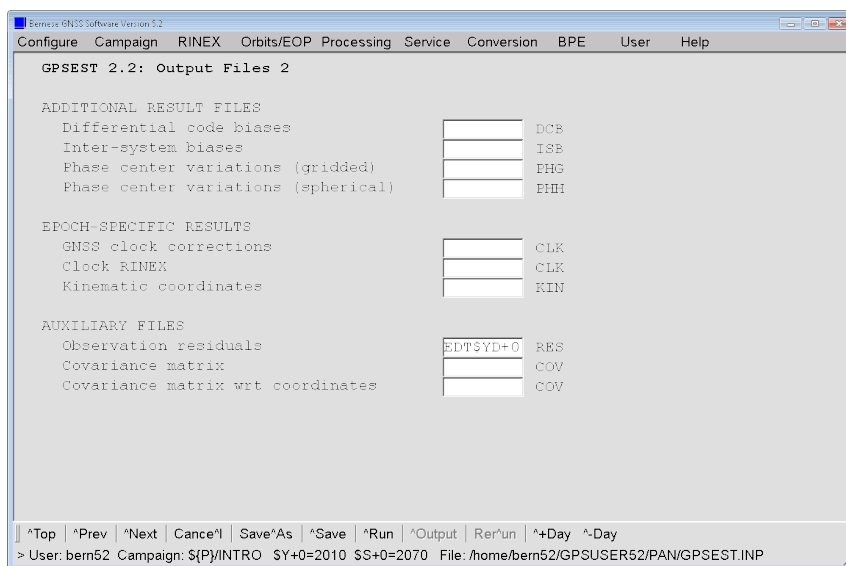 Bernese GNSS Software Version 5.2
Configure Campaign RINEX Orbits/EOP Processing Service Conversion BPE User Help
GPSEST 2.2: Output Files 2
ADDITIONAL RESULT FILES
Differential code biases DCB
Inter-system biases ISB
Phase center variations (gridded) PHG
Phase center variations (spherical) PHH
EPOCH-SPECIFIC RESULTS
GNSS clock corrections CLK
Clock RINEX CLK
Kinematic coordinates KIN
AUXILIARY FILES
Observation residuals EDT$YD+0 RES
Covariance matrix COV
Covariance matrix wrt coordinates COV
^Top ^Prev ^Next Cance^l Save^As ^Save ^Run ^Output Rer^un ^+Day ^-Day
> User: bern52 Campaign: ${P}/INTRO $Y+0=2010 $S+0=2070 File: /home/bern52/GPSUSER52/PAN/GPSEST.INP